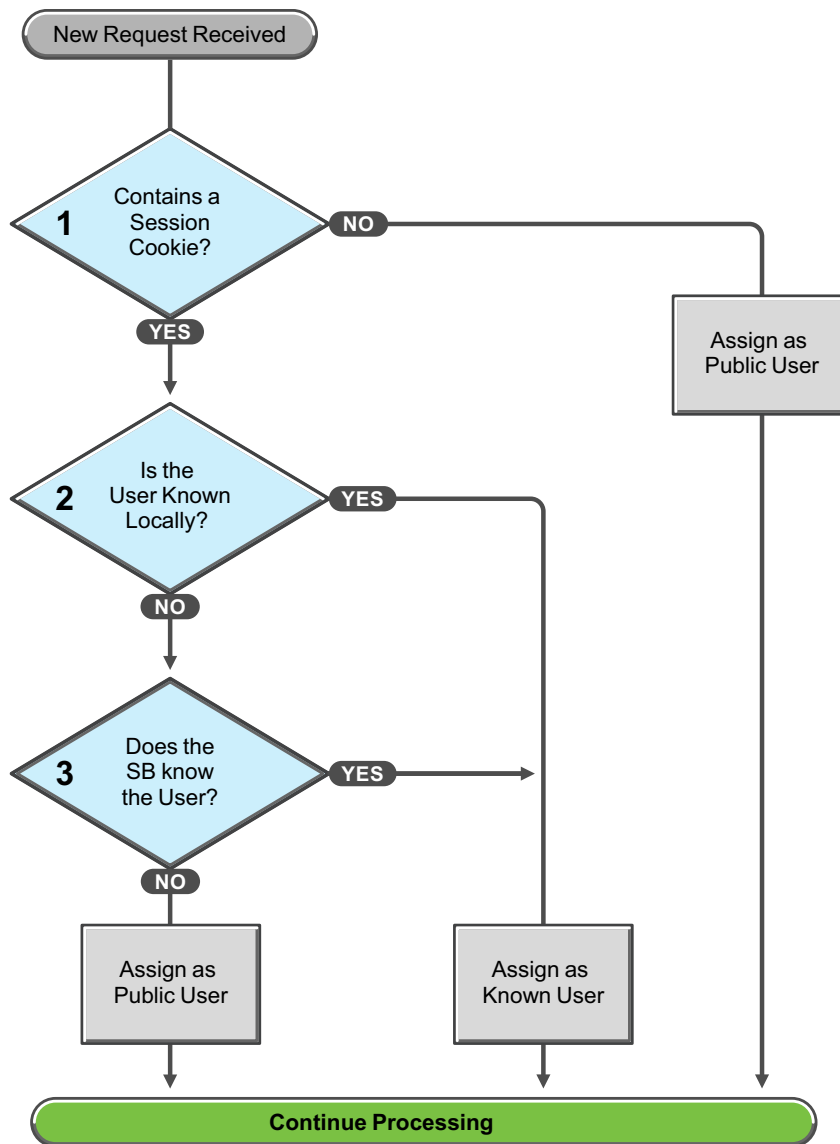 New Request Received
1
Contains a
Session
Cookie?
NO
YES
Assign as
Public User
2
Is the
User Known
Locally?
YES
NO
3
Does the
SB know
the User?
YES
NO
Assign as
Public User
Assign as
Known User
Continue Processing